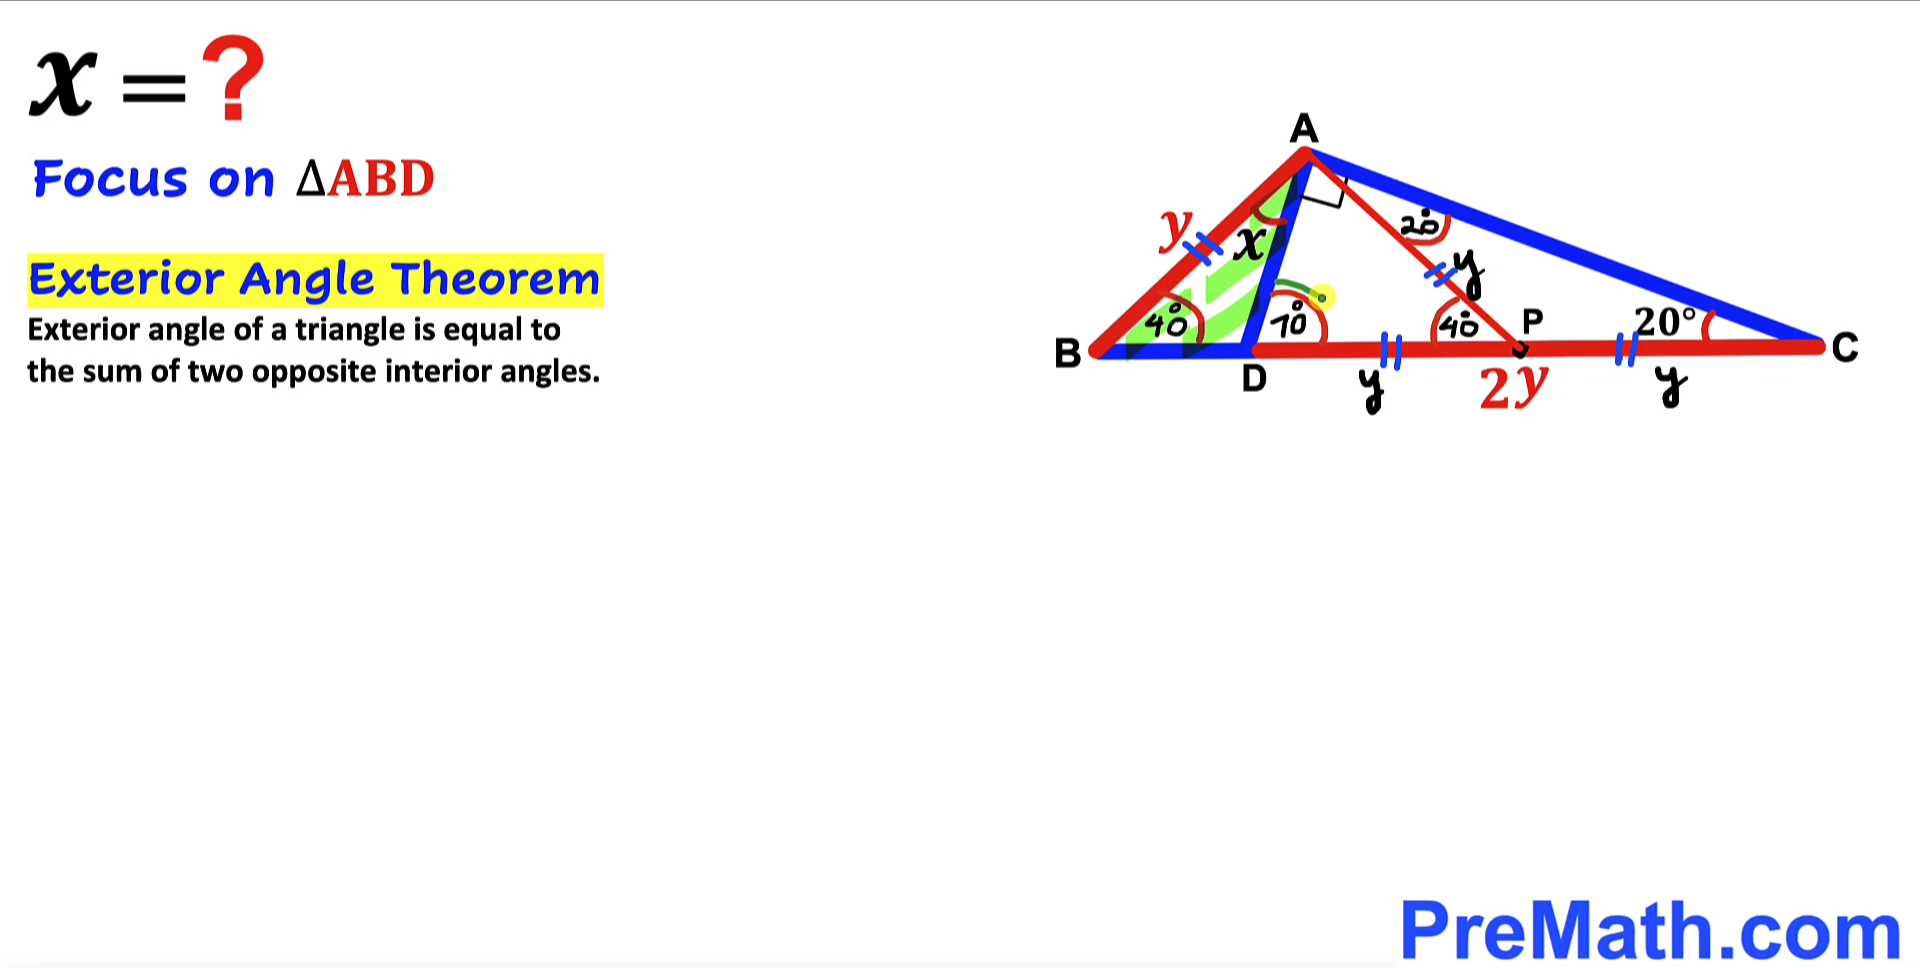 x = ?
Focus on ΔABD
Exterior Angle Theorem
Exterior angle of a triangle is equal to
the sum of two opposite interior angles.
A
y
x
20°
y
40°
70°
40°
P
20°
B
D
C
y
2y
y
PreMath.com